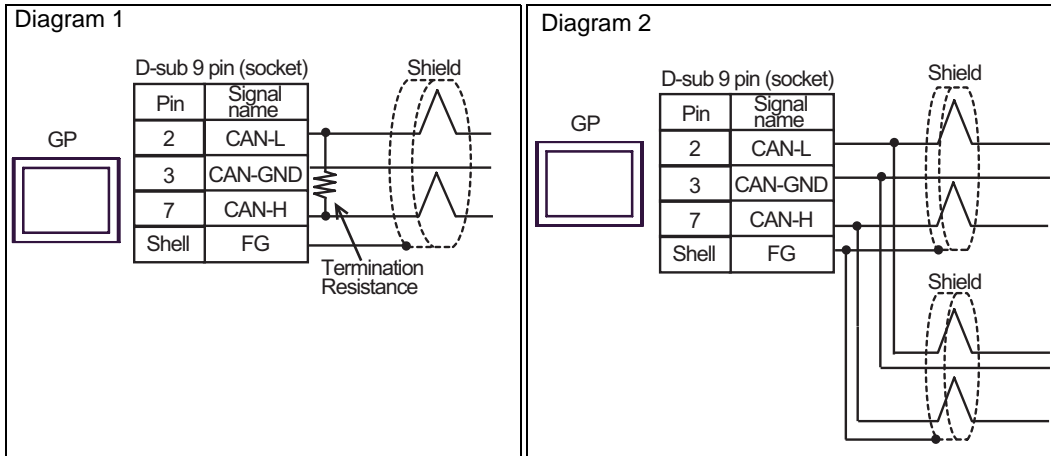 Diagram 1
D-sub 9 pin (socket)
Shield
Pin
Signal name
GP
2
CAN-L
3
CAN-GND
7
CAN-H
Shell
FG
Termination
Resistance
Diagram 2
D-sub 9 pin (socket)
Shield
Pin
Signal name
GP
2
CAN-L
3
CAN-GND
7
CAN-H
Shell
FG
Shield